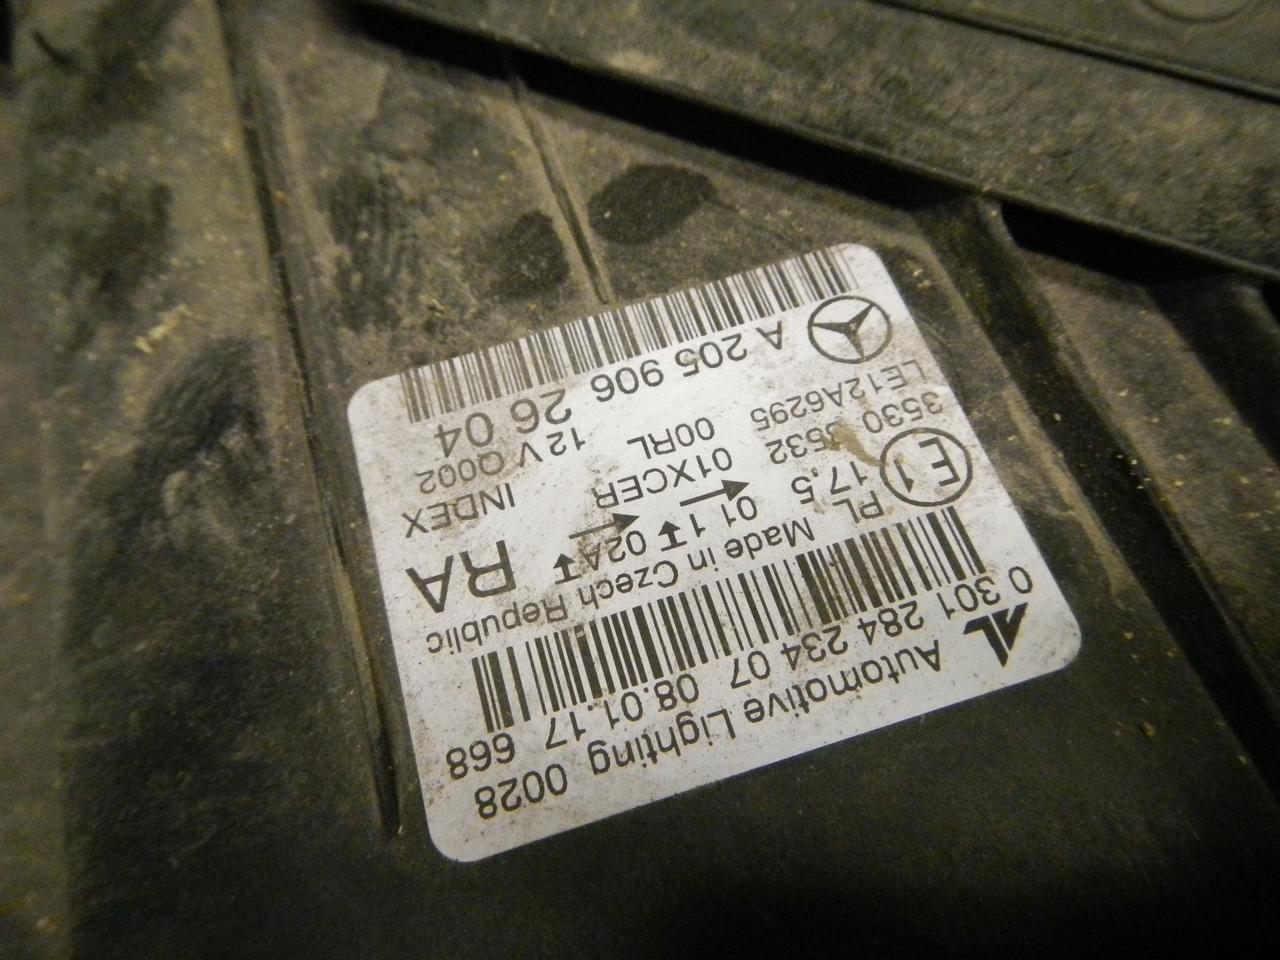 Automotive Lighting 0028
0 301 284 234 07 08.01.17 668
Made in Czech Republic
E1
PL
17,5
01 1 02A
RA
3530 3532
01XCER
INDEX
LE12A6295
00RL
12V
Q002
A 205 906 26 04